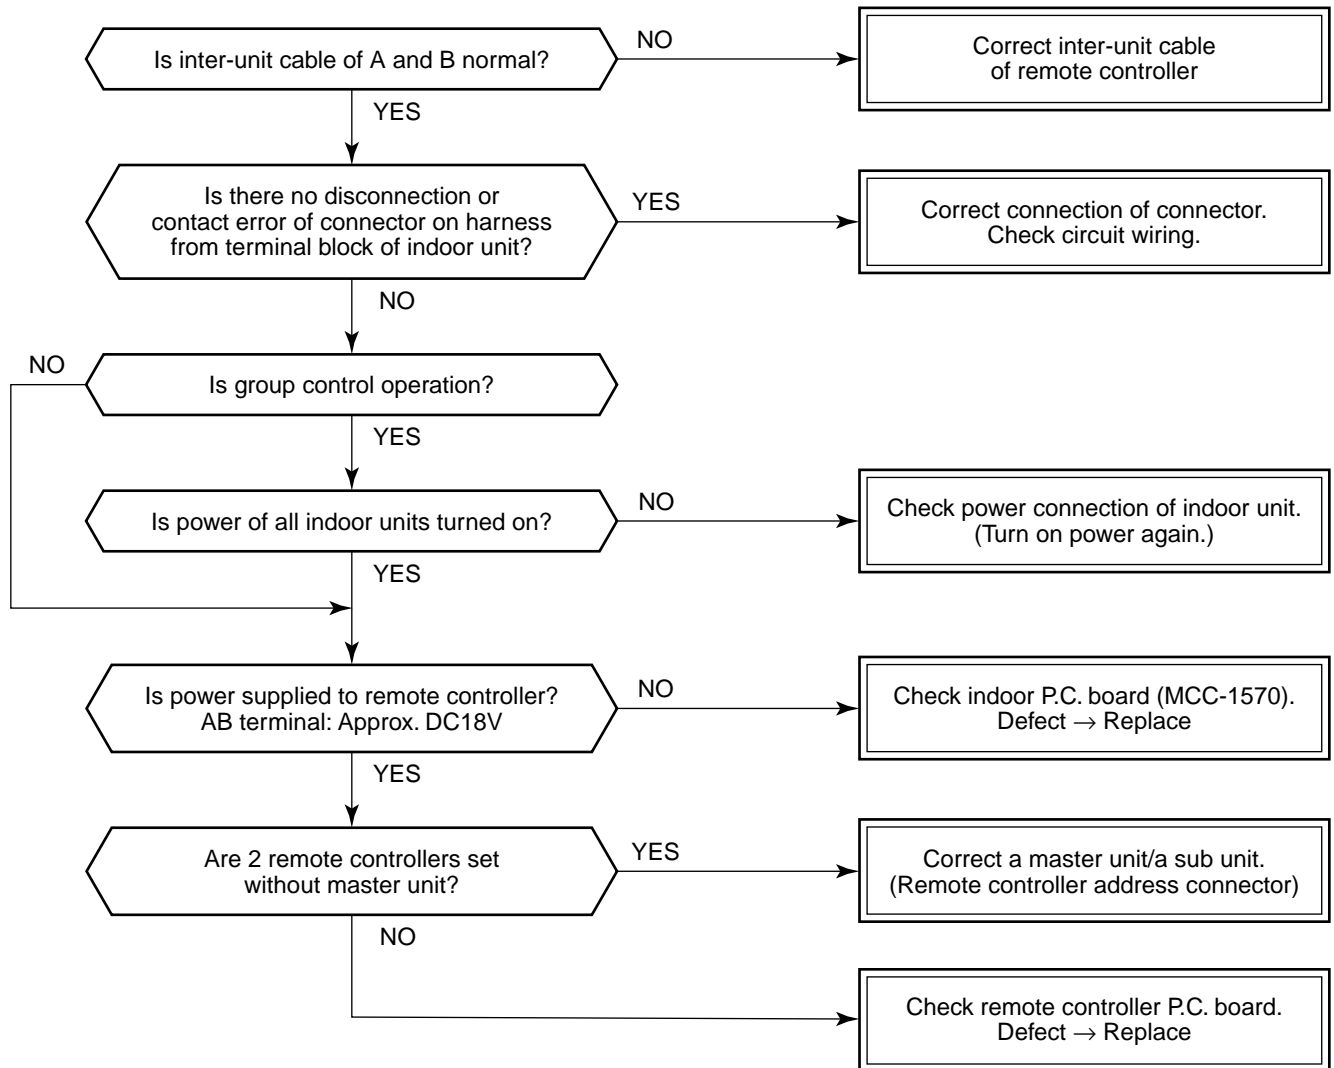 Is inter-unit cable of A and B normal?
NO
Correct inter-unit cable
of remote controller
YES
Is there no disconnection or
contact error of connector on harness
from terminal block of indoor unit?
YES
Correct connection of connector.
Check circuit wiring.
NO
NO
Is group control operation?
YES
Is power of all indoor units turned on?
NO
Check power connection of indoor unit.
(Turn on power again.)
YES
Is power supplied to remote controller?
AB terminal: Approx. DC18V
NO
Check indoor P.C. board (MCC-1570).
Defect → Replace
YES
Are 2 remote controllers set
without master unit?
YES
Correct a master unit/a sub unit.
(Remote controller address connector)
NO
Check remote controller P.C. board.
Defect → Replace